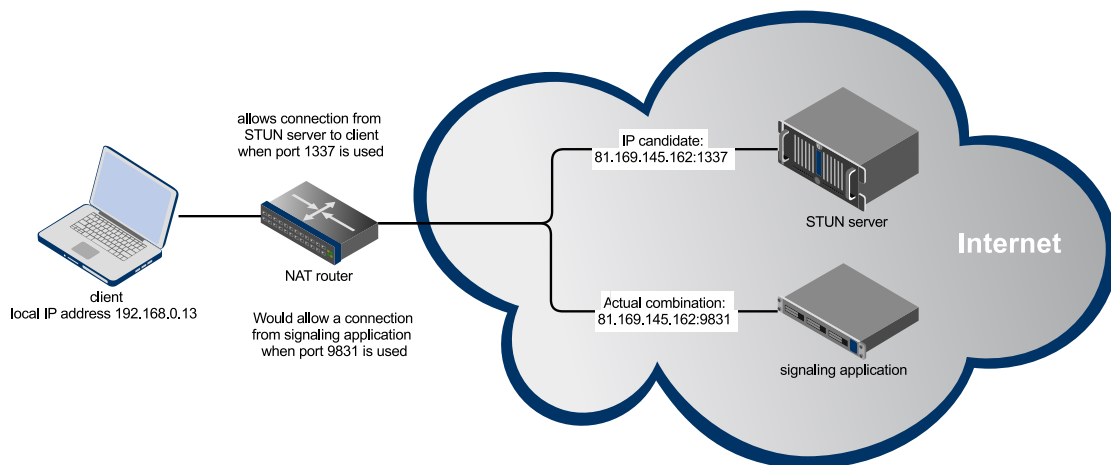 allows connection from
STUN server to client
when port 1337 is used
IP candidate:
81.169.145.162:1337
STUN server
Internet
NAT router
client
local IP address 192.168.0.13
Would allow a connection
from signaling application
when port 9831 is used
Actual combination:
81.169.145.162:9831
signaling application